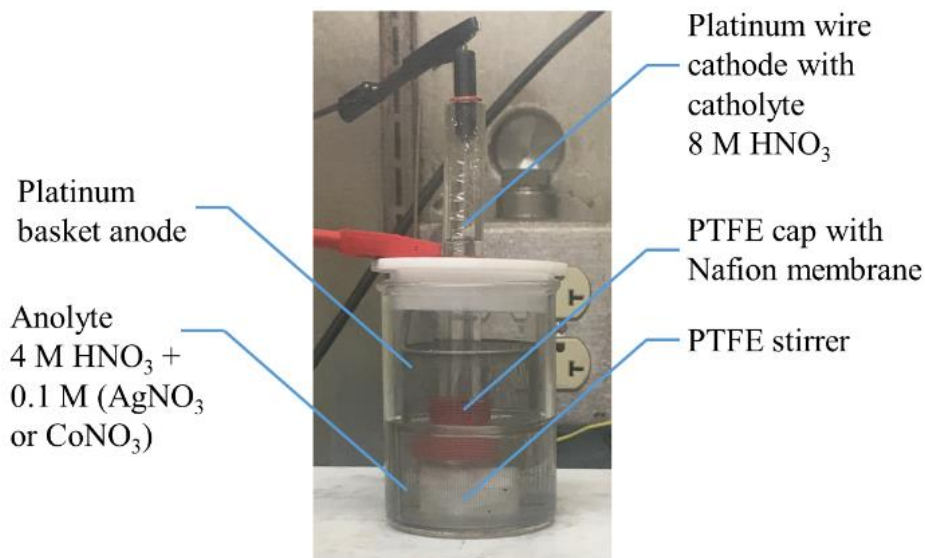 Platinum wire
cathode with
catholyte
8 M HNO₃
Platinum
basket anode
PTFE cap with
Nafion membrane
Anolyte
4 M HNO₃ +
0.1 M (AgNO₃
or CoNO₃)
PTFE stirrer